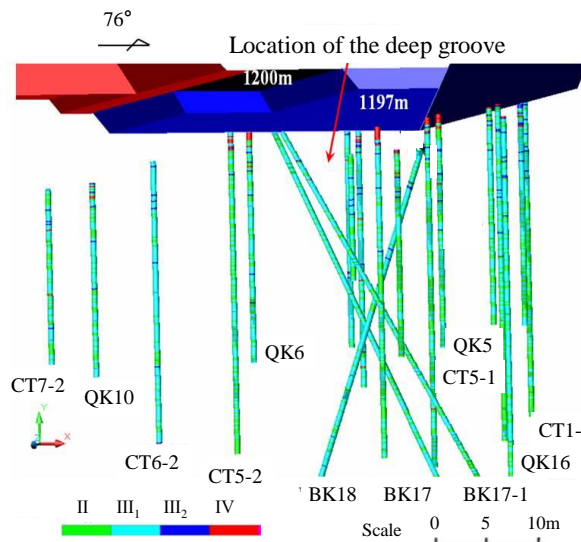 76°
Location of the deep groove
1200m
1197m
QK6
QK5
CT7-2
QK10
CT5-1
CT1-
CT6-2
CT5-2
QK16
BK18
BK17
BK17-1
II
III₁
III₂
IV
Scale
0
5
10m
Y
X